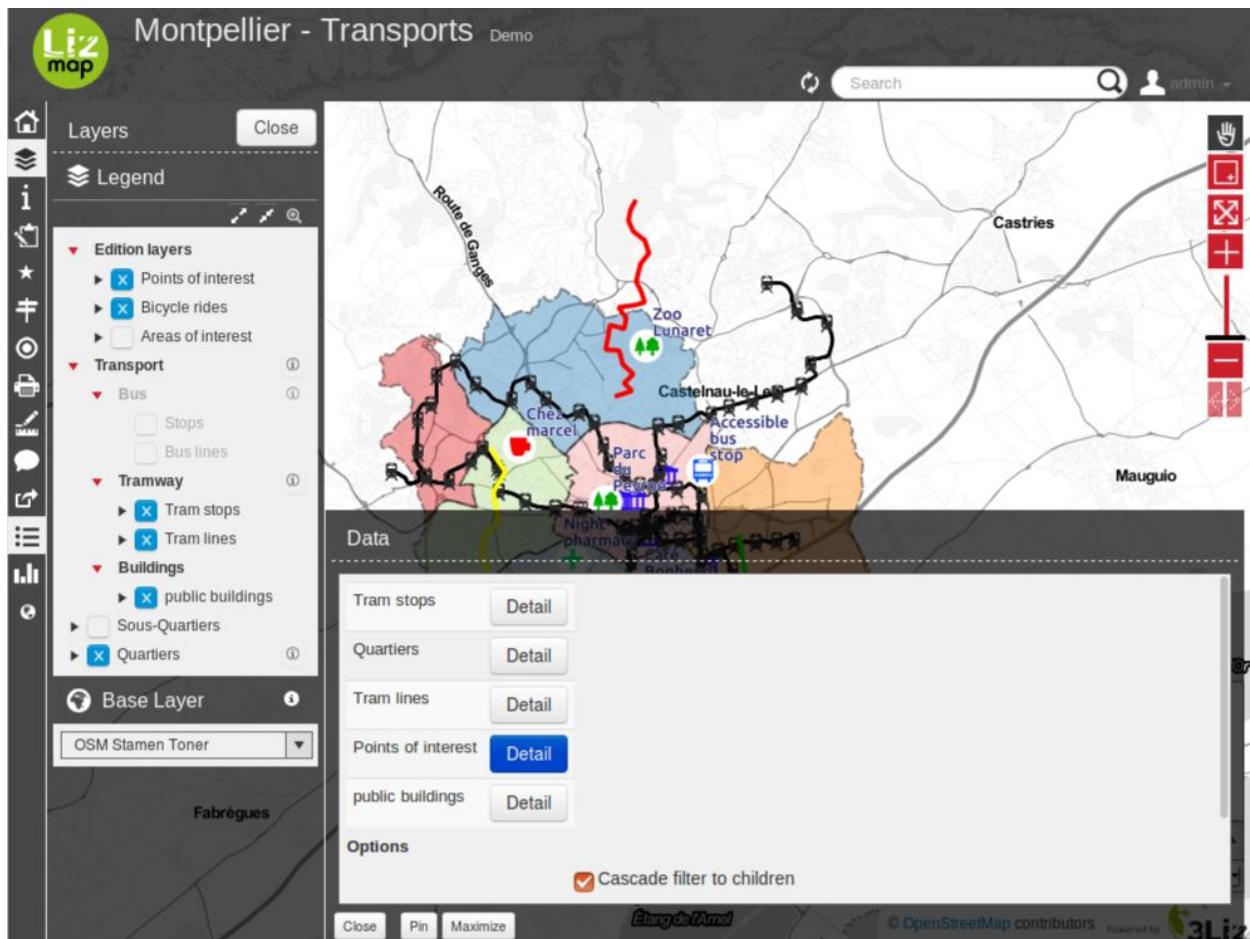 Liz
map
Montpellier - Transports Demo
Search
admin
Layers
Close
Legend
Edition layers
Points of interest
Bicycle rides
Areas of interest
Transport
Bus
Stops
Bus lines
Tramway
Tram stops
Tram lines
Buildings
public buildings
Sous-Quartiers
Quartiers
Base Layer
OSM Stamen Toner
Fabrègues
Route de Ganges
Castries
Zoo
Lunaret
Castelnau-le-Lez
Chez
marcel
Accessible
bus
stop
Parc
du
Peyrou
Mauguio
Night
pharmacy
Café
Data
Tram stops
Detail
Quartiers
Detail
Tram lines
Detail
Points of interest
Detail
public buildings
Detail
Options
Cascade filter to children
Close
Pin
Maximize
Étang de l'Arnel
© OpenStreetMap contributors
Powered by
3Liz